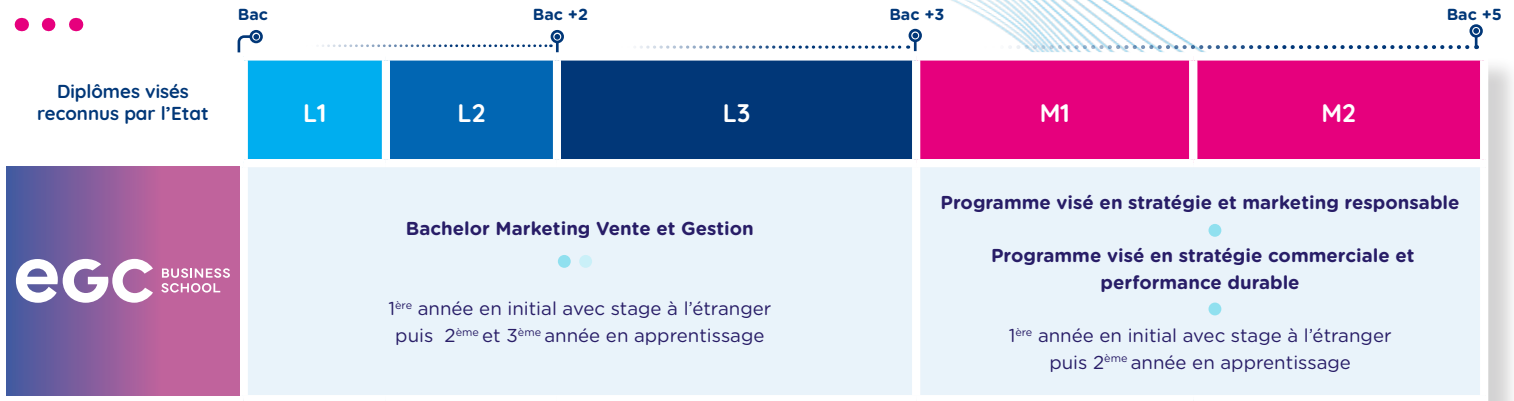 Bac
Bac +2
Bac +3
Bac +5
Diplômes visés
reconnus par l'Etat
L1
L2
L3
M1
M2
egc BUSINESS
SCHOOL
Bachelor Marketing Vente et Gestion
1ère année en initial avec stage à l'étranger
puis 2ème et 3ème année en apprentissage
Programme visé en stratégie et marketing responsable
Programme visé en stratégie commerciale et
performance durable
1ère année en initial avec stage à l'étranger
puis 2ème année en apprentissage